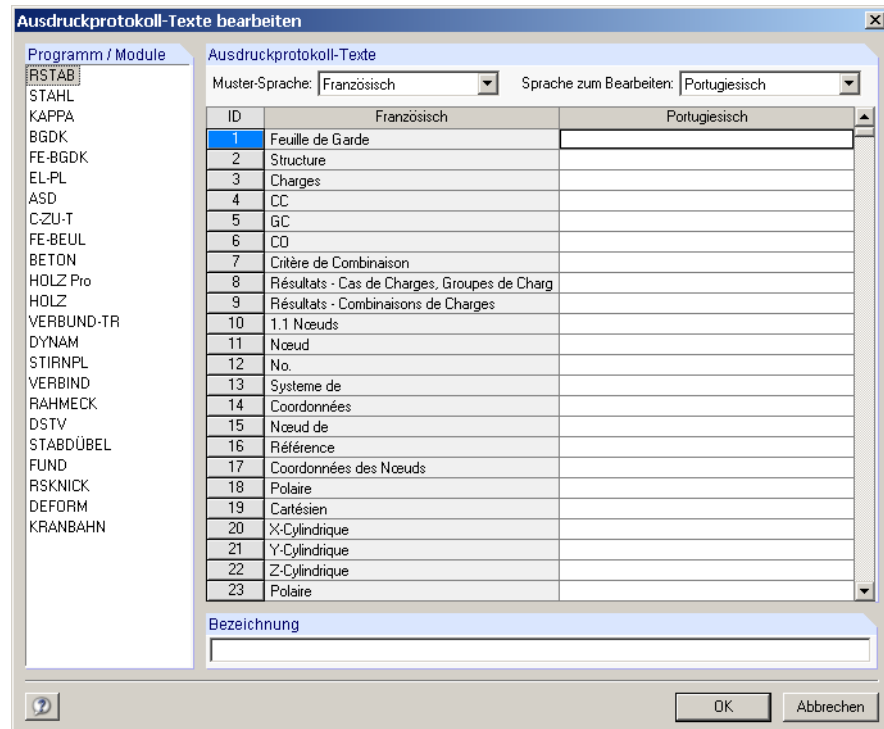 Ausdruckprotokoll-Texte bearbeiten
Programm / Module
RSTAB
STAHL
KAPPA
BGDK
FE-BGDK
EL-PL
ASD
C-ZU-T
FE-BEUL
BETON
HOLZ Pro
HOLZ
VERBUND-TR
DYNAM
STIRNPL
VERBIND
RAHMECK
DSTV
STABDÜBEL
FUND
RSKNICK
DEFORM
KRANBAHN
Ausdruckprotokoll-Texte
Muster-Sprache: Französisch Sprache zum Bearbeiten: Portugiesisch
ID Französisch Portugiesisch
1 Feuille de Garde
2 Structure
3 Charges
4 CC
5 GC
6 CO
7 Critère de Combinaison
8 Résultats - Cas de Charges, Groupes de Charg
9 Résultats - Combinaisons de Charges
10 1.1 Nœuds
11 Nœud
12 No.
13 Systeme de
14 Coordonnées
15 Nœud de
16 Référence
17 Coordonnées des Nœuds
18 Polaire
19 Cartésien
20 X-Cylindrique
21 Y-Cylindrique
22 Z-Cylindrique
23 Polaire
Bezeichnung
OK Abbrechen